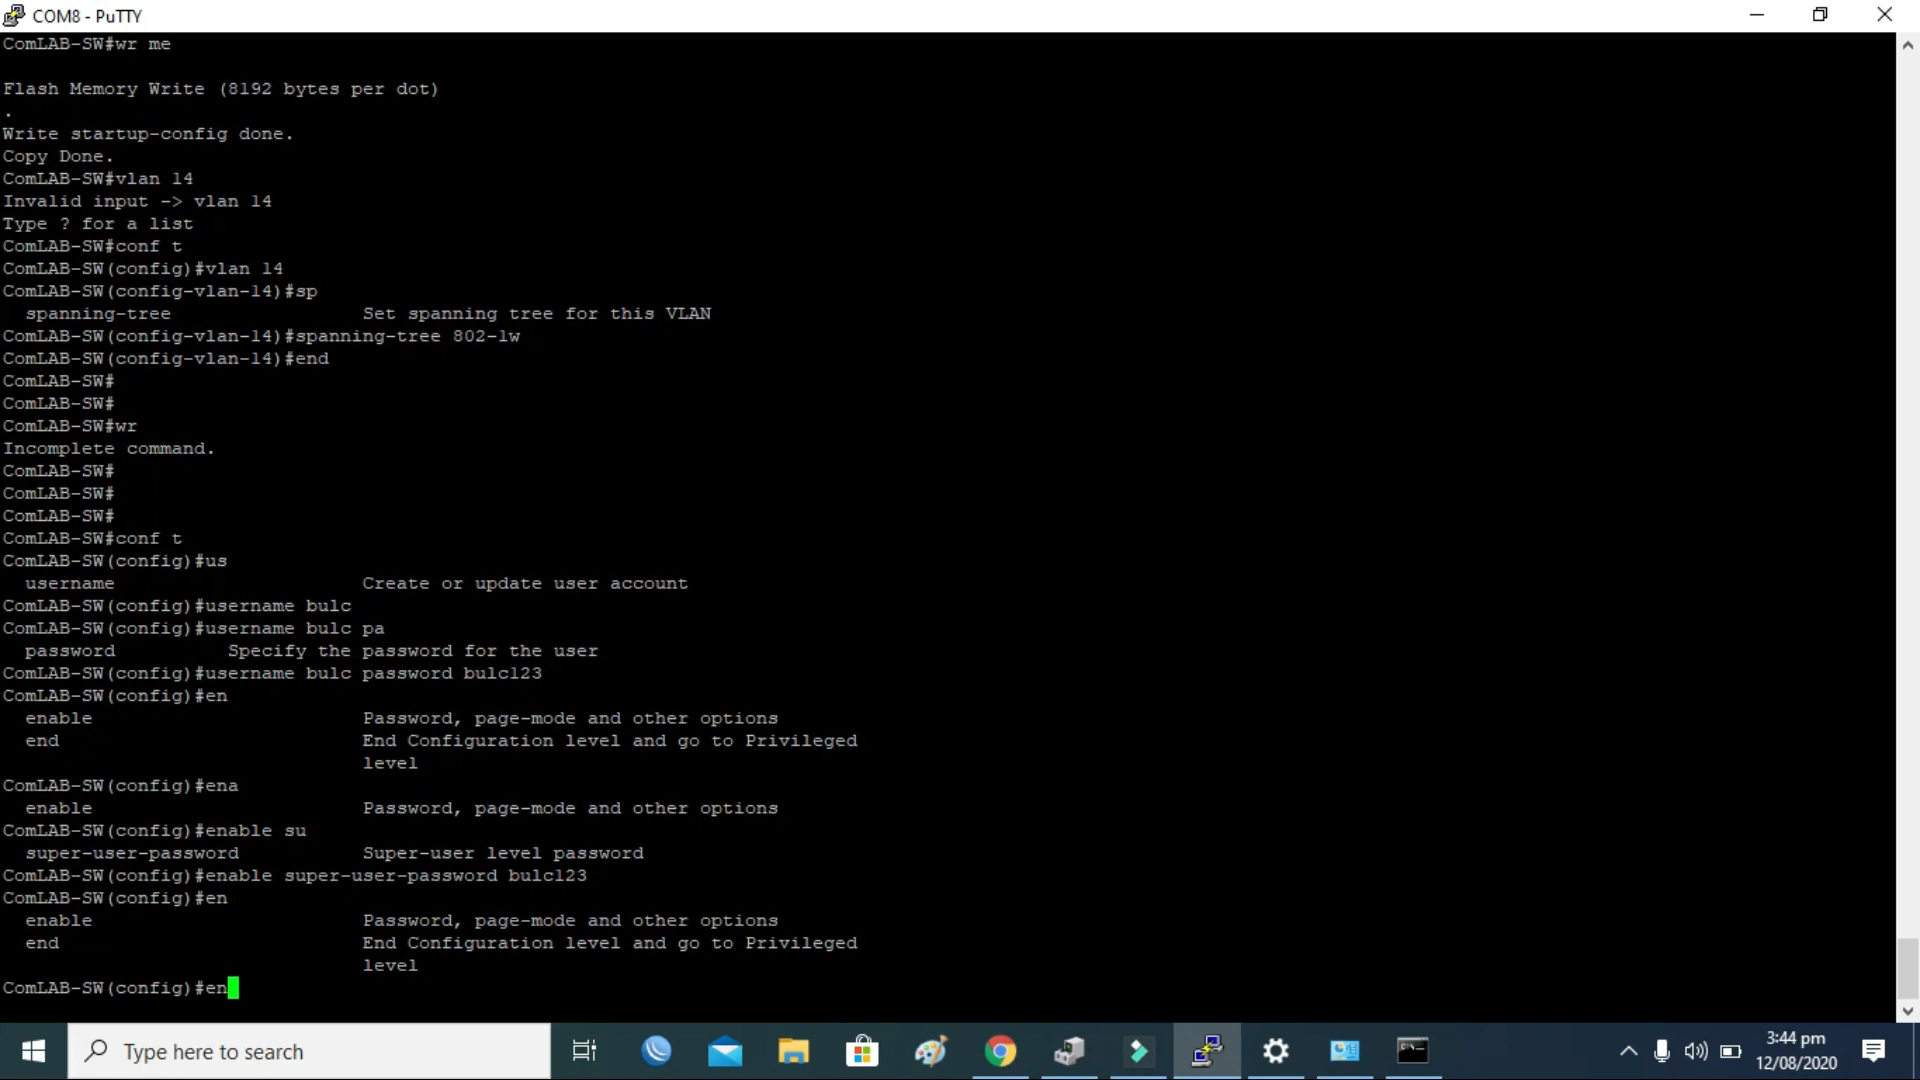 COM8 - PuTTY
ComLAB-SW#wr me
Flash Memory Write (8192 bytes per dot)
.
Write startup-config done.
Copy Done.
ComLAB-SW#vlan 14
Invalid input -> vlan 14
Type ? for a list
ComLAB-SW#conf t
ComLAB-SW(config)#vlan 14
ComLAB-SW(config-vlan-14)#sp
spanning-tree Set spanning tree for this VLAN
ComLAB-SW(config-vlan-14)#spanning-tree 802-1w
ComLAB-SW(config-vlan-14)#end
ComLAB-SW#
ComLAB-SW#
ComLAB-SW#wr
Incomplete command.
ComLAB-SW#
ComLAB-SW#
ComLAB-SW#
ComLAB-SW#conf t
ComLAB-SW(config)#us
username Create or update user account
ComLAB-SW(config)#username bulc
ComLAB-SW(config)#username bulc pa
password Specify the password for the user
ComLAB-SW(config)#username bulc password bulc123
ComLAB-SW(config)#en
enable Password, page-mode and other options
end End Configuration level and go to Privileged
level
ComLAB-SW(config)#ena
enable Password, page-mode and other options
ComLAB-SW(config)#enable su
super-user-password Super-user level password
ComLAB-SW(config)#enable super-user-password bulc123
ComLAB-SW(config)#en
enable Password, page-mode and other options
end End Configuration level and go to Privileged
level
ComLAB-SW(config)#en
Type here to search
3:44 pm
12/08/2020